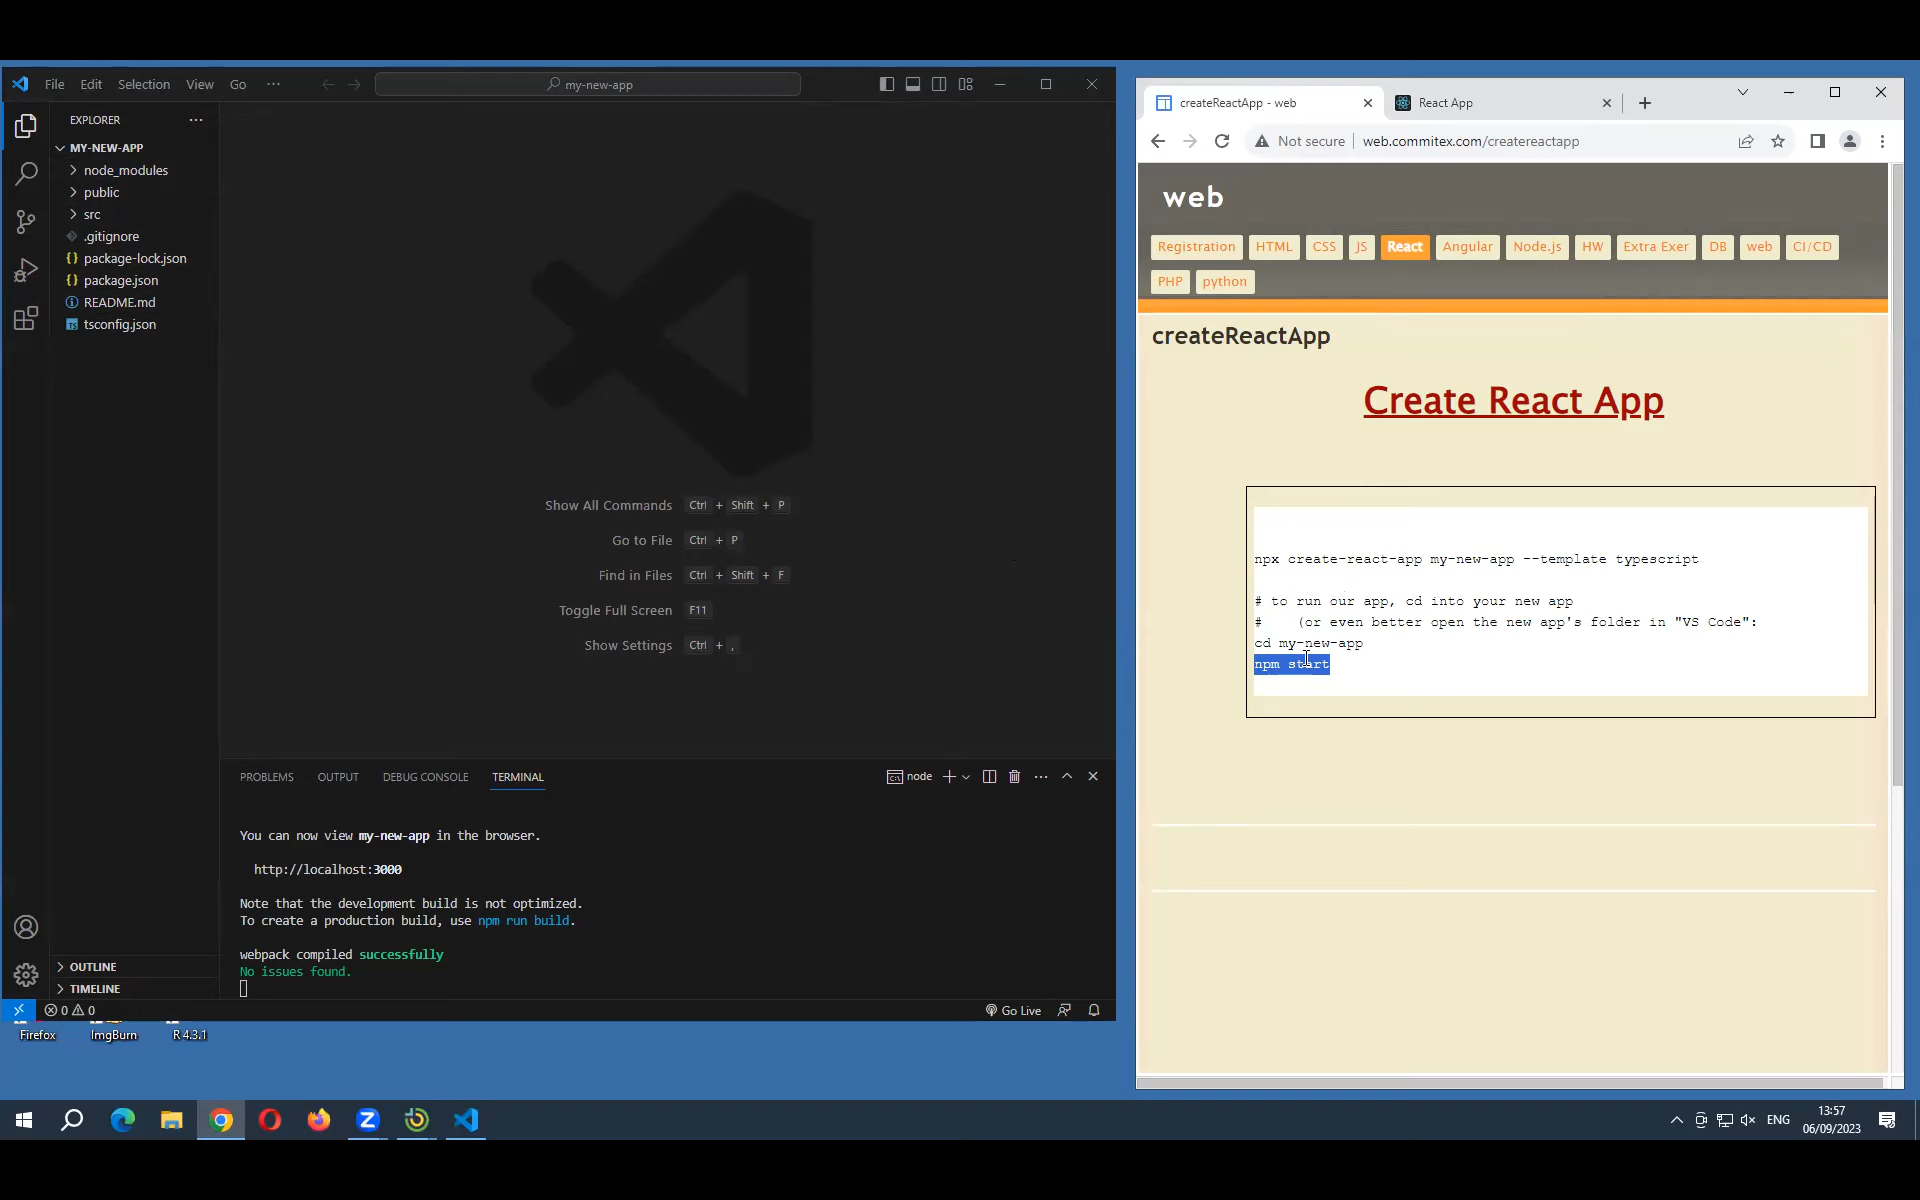 File Edit Selection View Go ··· my-new-app
EXPLORER ···
MY-NEW-APP
node_modules
public
src
.gitignore
{} package-lock.json
{} package.json
README.md
TS tsconfig.json
OUTLINE
TIMELINE
Show All Commands Ctrl + Shift + P
Go to File Ctrl + P
Find in Files Ctrl + Shift + F
Toggle Full Screen F11
Show Settings Ctrl + ,
PROBLEMS OUTPUT DEBUG CONSOLE TERMINAL node
You can now view my-new-app in the browser.
http://localhost:3000
Note that the development build is not optimized.
To create a production build, use npm run build.
webpack compiled successfully
No issues found.
0 0 Go Live
Firefox ImgBurn R 4.3.1
createReactApp - web React App
Not secure web.commitex.com/createreactapp
web
Registration HTML CSS JS React Angular Node.js HW Extra Exer DB web CI/CD
PHP python
createReactApp
Create React App
npx create-react-app my-new-app --template typescript
# to run our app, cd into your new app
# (or even better open the new app's folder in "VS Code":
cd my-new-app
npm start
ENG 13:57
06/09/2023